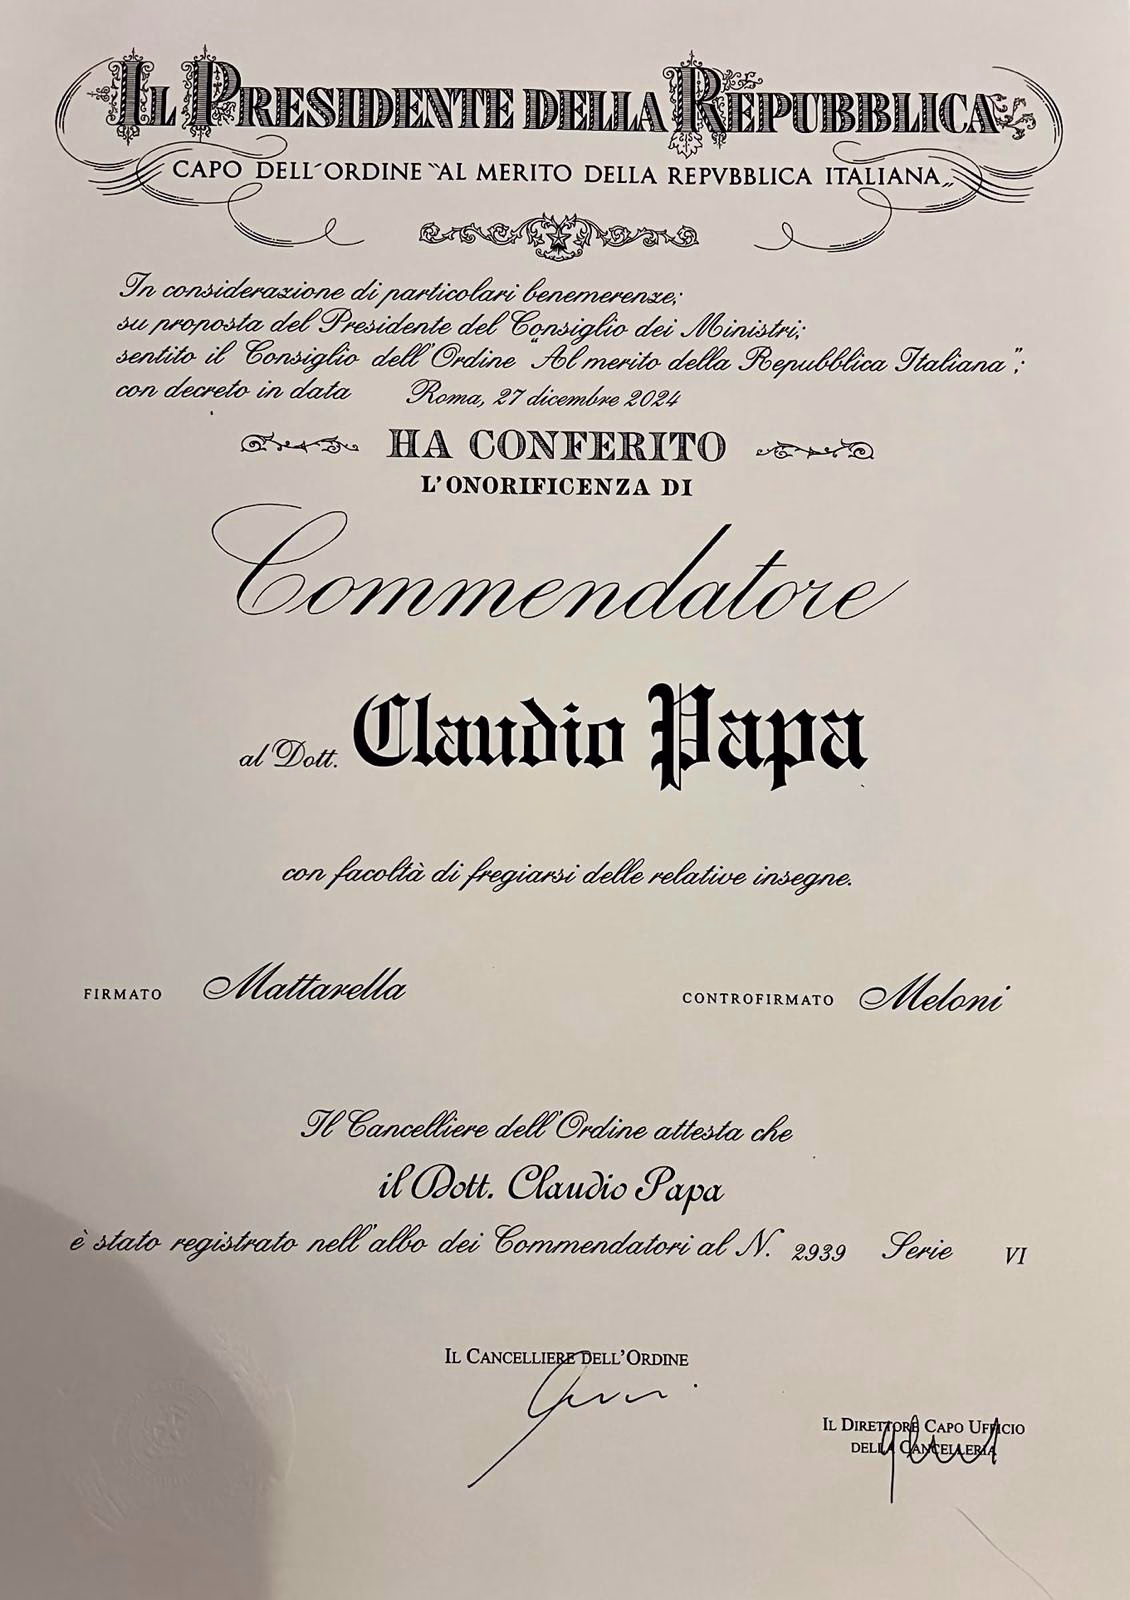 IL PRESIDENTE DELLA REPUBBLICA
CAPO DELL'ORDINE "AL MERITO DELLA REPVBBLICA ITALIANA„
In considerazione di particolari benemerenze;
su proposta del Presidente del Consiglio dei Ministri;
sentito il Consiglio dell'Ordine "Al merito della Repubblica Italiana";
con decreto in data Roma, 27 dicembre 2024
HA CONFERITO
L'ONORIFICENZA DI
Commendatore
al Dott. Claudio Papa
con facoltà di fregiarsi delle relative insegne.
FIRMATO Mattarella CONTROFIRMATO Meloni
Il Cancelliere dell'Ordine attesta che
il Dott. Claudio Papa
è stato registrato nell'albo dei Commendatori al N. 2939 Serie VI
IL CANCELLIERE DELL'ORDINE
IL DIRETTORE CAPO UFFICIO
DELLA CANCELLERIA